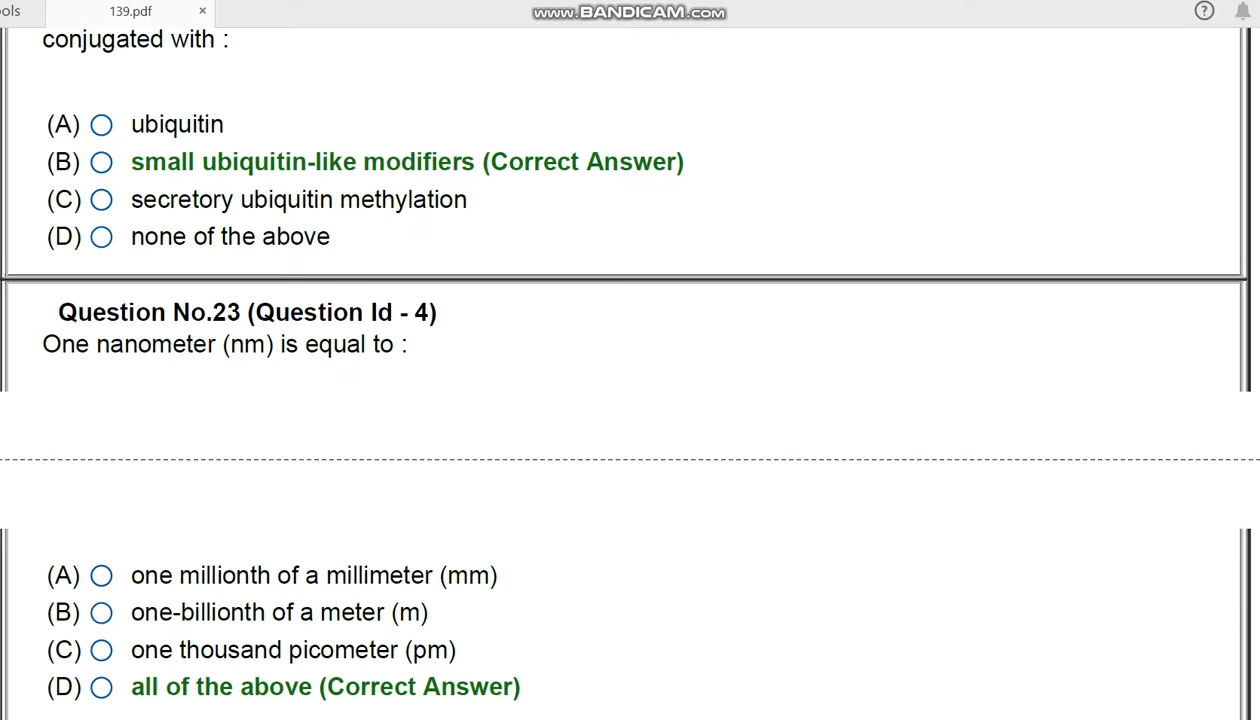 ols
139.pdf ×
www.BANDICAM.com
?
conjugated with :
(A) ubiquitin
(B) small ubiquitin-like modifiers (Correct Answer)
(C) secretory ubiquitin methylation
(D) none of the above
Question No.23 (Question Id - 4)
One nanometer (nm) is equal to :
(A) one millionth of a millimeter (mm)
(B) one-billionth of a meter (m)
(C) one thousand picometer (pm)
(D) all of the above (Correct Answer)